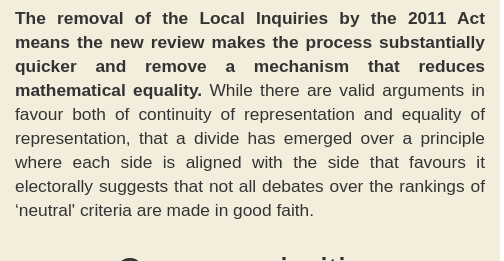 The removal of the Local Inquiries by the 2011 Act
means the new review makes the process substantially
quicker and remove a mechanism that reduces
mathematical equality. While there are valid arguments in
favour both of continuity of representation and equality of
representation, that a divide has emerged over a principle
where each side is aligned with the side that favours it
electorally suggests that not all debates over the rankings of
‘neutral' criteria are made in good faith.